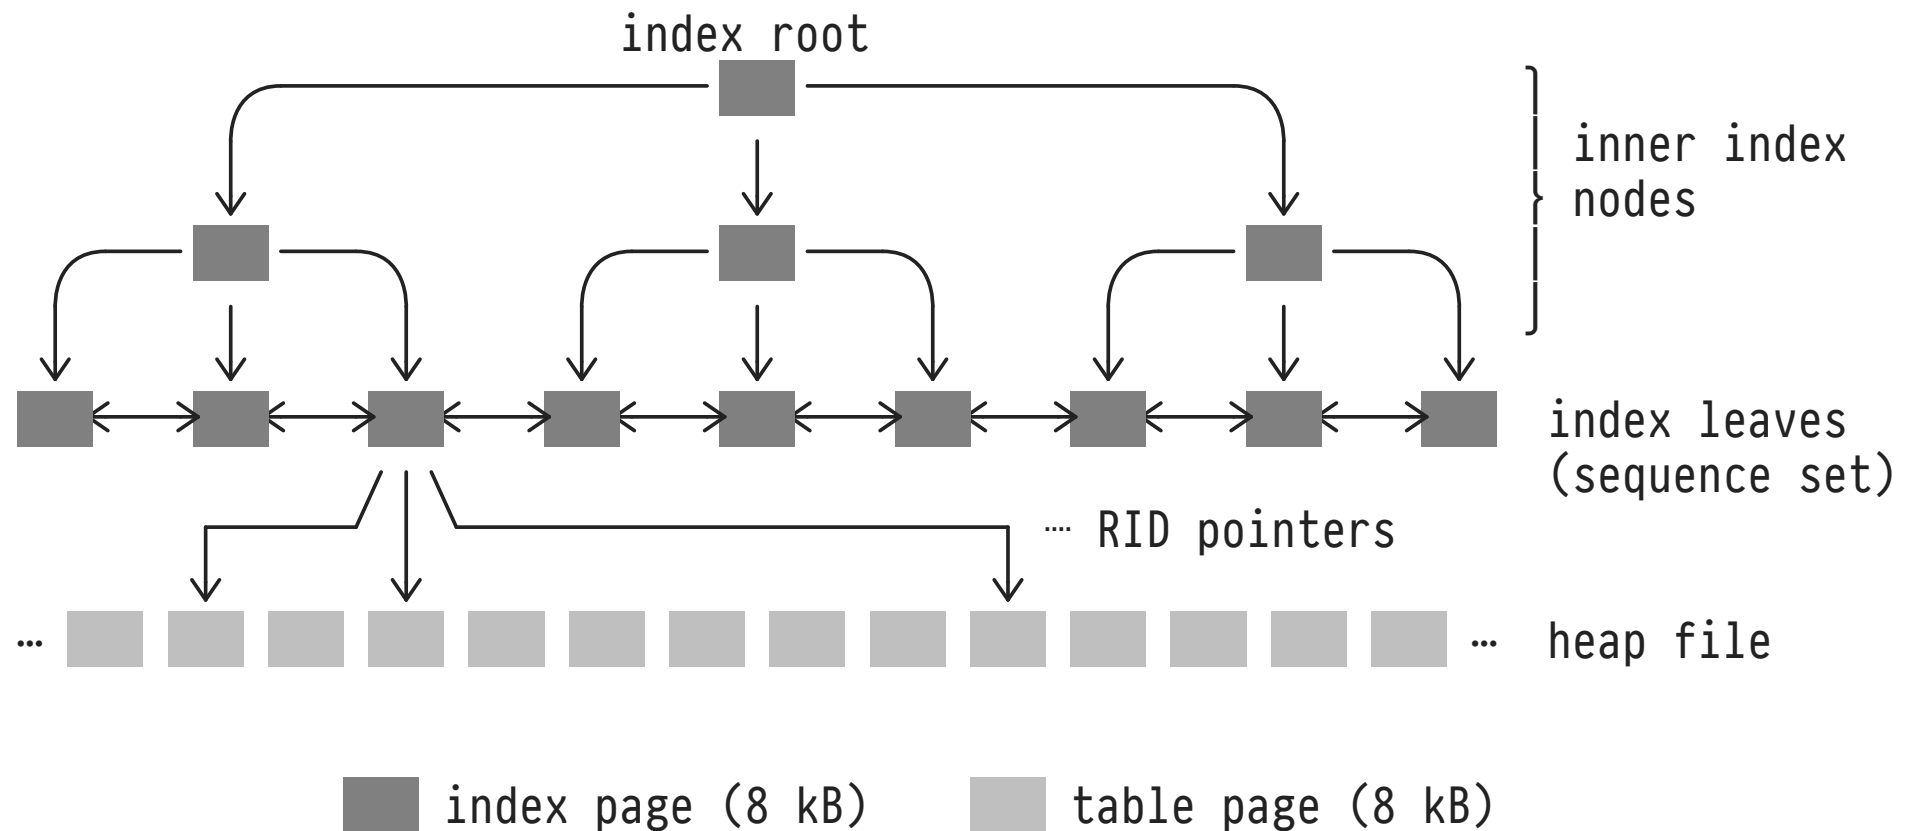 index root
inner index
nodes
index leaves
(sequence set)
···· RID pointers
··· ··· heap file
index page (8 kB) table page (8 kB)